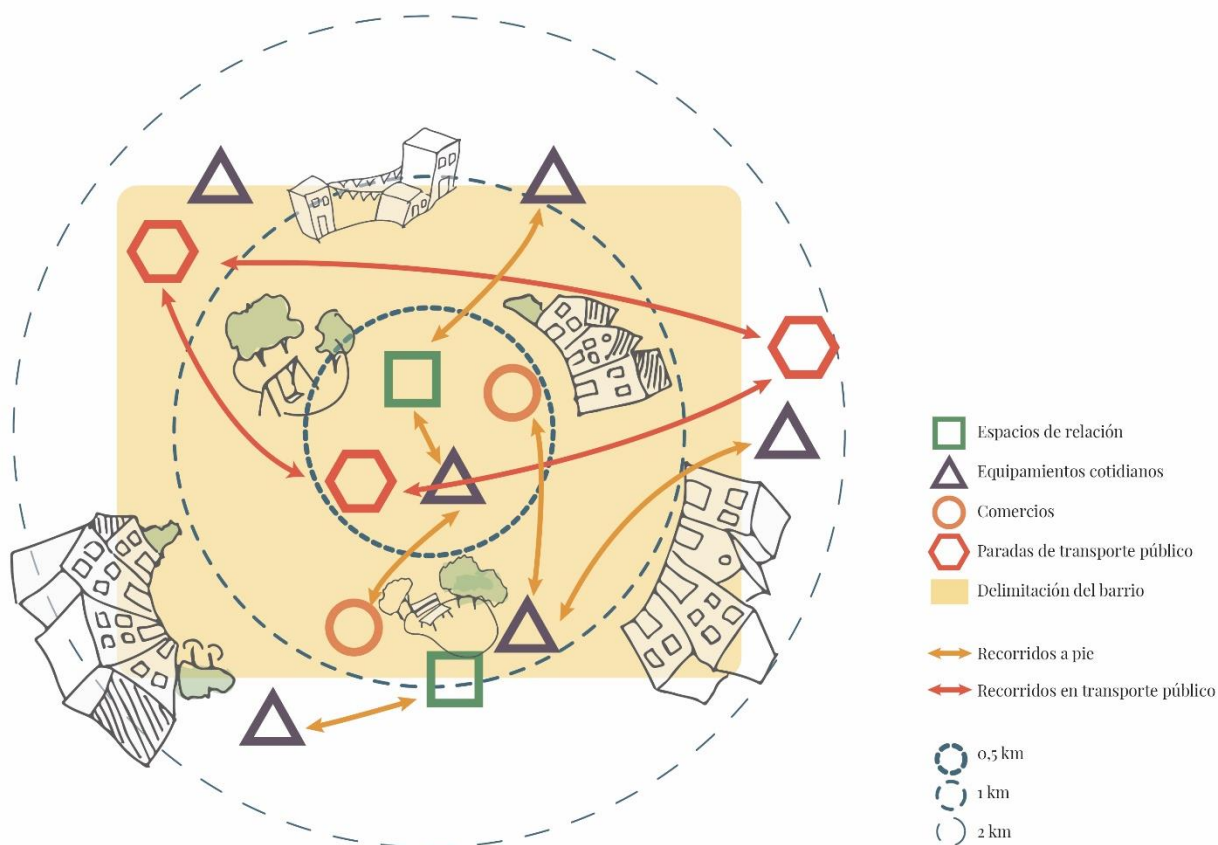 Espacios de relación
Equipamientos cotidianos
Comercios
Paradas de transporte público
Delimitación del barrio
Recorridos a pie
Recorridos en transporte público
0,5 km
1 km
2 km